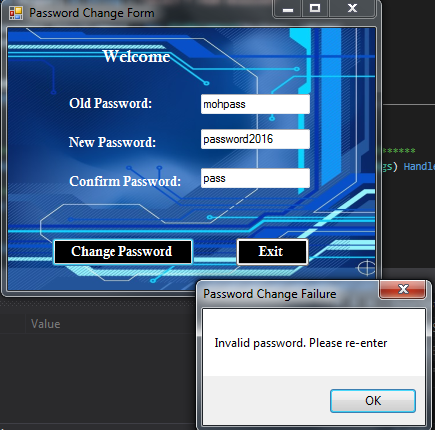 Password Change Form
Welcome
Old Password: mohpass
New Password: password2016
Confirm Password: pass
Change Password Exit
******
gs) Handle
Value
Password Change Failure
Invalid password. Please re-enter
OK